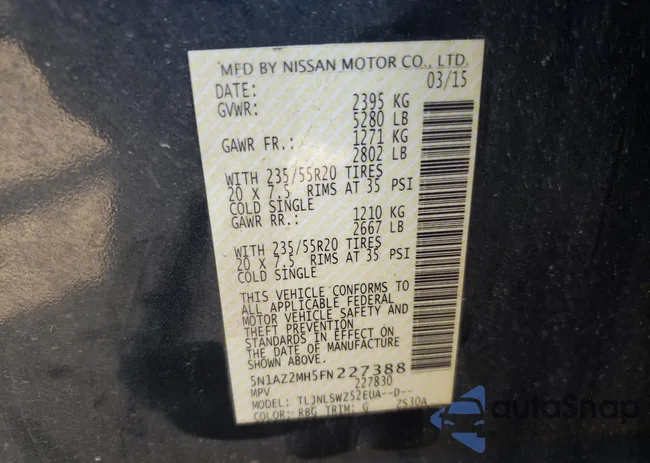 MFD BY NISSAN MOTOR CO., LTD.
DATE: 03/15
GVWR: 2395 KG
5280 LB
GAWR FR.: 1271 KG
2802 LB
WITH 235/55R20 TIRES
20 X 7.5 RIMS AT 35 PSI
COLD SINGLE
GAWR RR.: 1210 KG
2667 LB
WITH 235/55R20 TIRES
20 X 7.5 RIMS AT 35 PSI
COLD SINGLE
THIS VEHICLE CONFORMS TO
ALL APPLICABLE FEDERAL
MOTOR VEHICLE SAFETY AND
THEFT PREVENTION
STANDARDS IN EFFECT ON
THE DATE OF MANUFACTURE
SHOWN ABOVE.
5N1AZ2MH5FN227388
MPV 227830
MODEL: TLJNLSWZ52EUA--D--
COLOR: RBG TRIM: G ZS30A
autoSnap